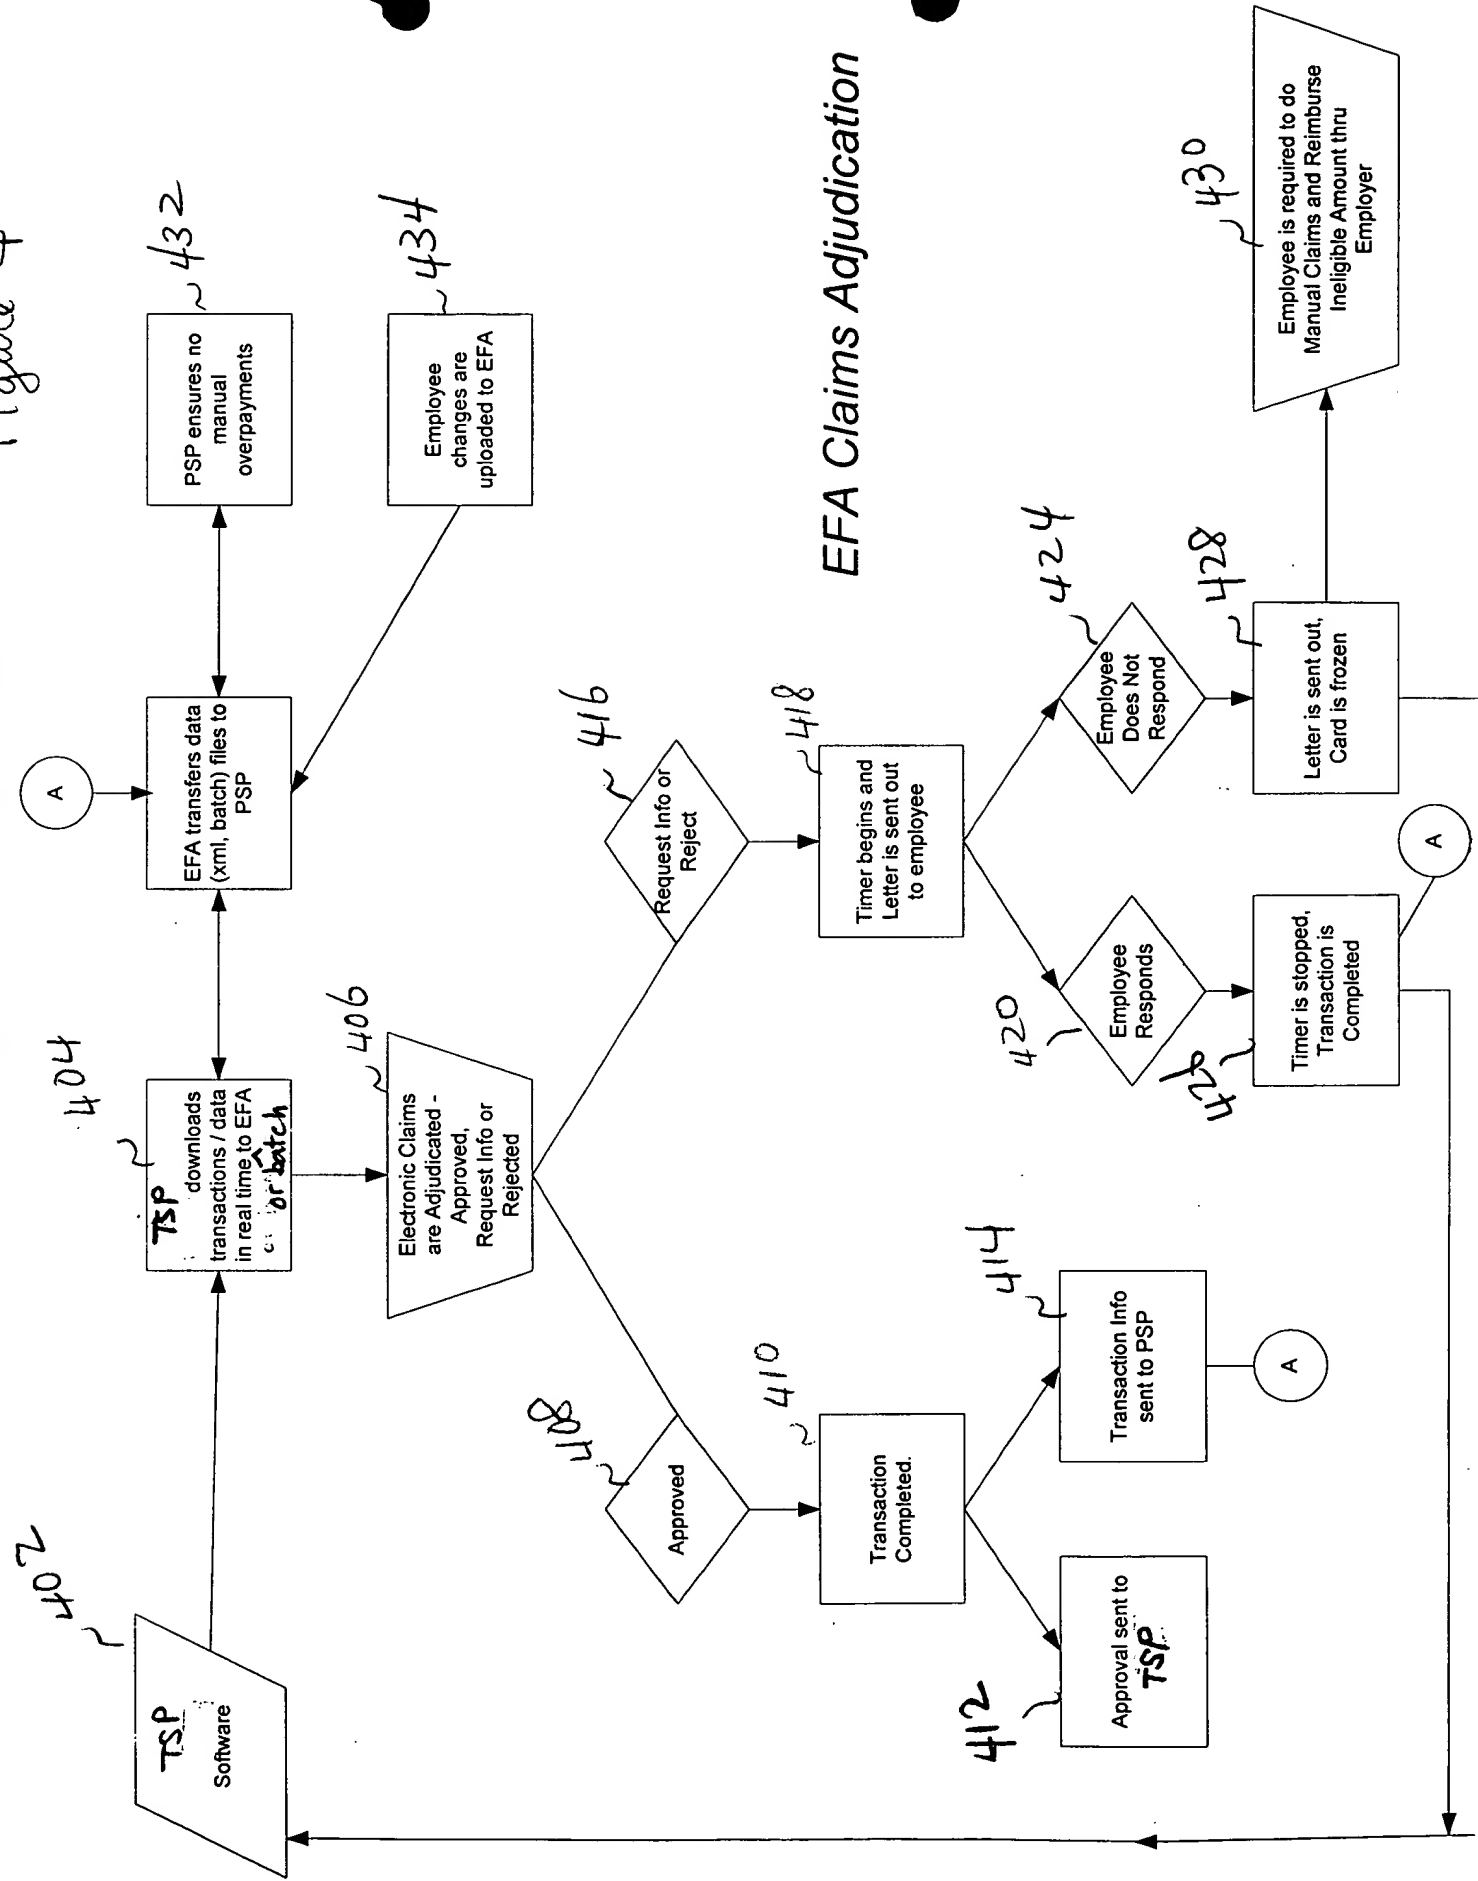 Figure 4
402
TSP
Software
404
TSP
downloads
transactions / data
in real time to EFA
or batch
A
EFA transfers data
(xml, batch) files to
PSP
432
PSP ensures no
manual
overpayments
434
Employee
changes are
uploaded to EFA
406
Electronic Claims
are Adjudicated -
Approved,
Request Info or
Rejected
408
Approved
416
Request Info or
Reject
410
Transaction
Completed.
418
Timer begins and
Letter is sent out
to employee
EFA Claims Adjudication
412
Approval sent to
TSP
414
Transaction Info
sent to PSP
A
420
Employee
Responds
424
Employee
Does Not
Respond
426
Timer is stopped,
Transaction is
Completed
A
428
Letter is sent out,
Card is frozen
430
Employee is required to do
Manual Claims and Reimburse
Ineligible Amount thru
Employer